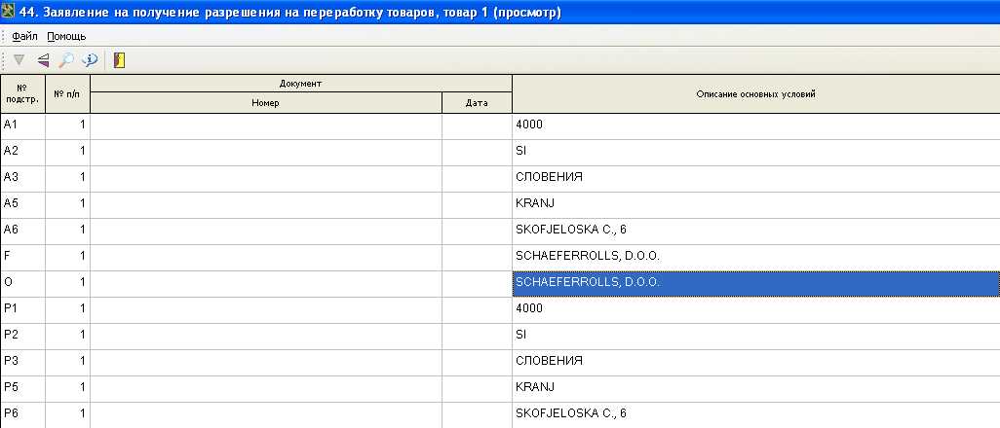 44. Заявление на получение разрешения на переработку товаров, товар 1 (просмотр)
Файл Помощь
№ подстр. № п/п Документ Описание основных условий
Номер Дата
A1 1 4000
A2 1 SI
A3 1 СЛОВЕНИЯ
A5 1 KRANJ
A6 1 SKOFJELOSKA C., 6
F 1 SCHAEFERROLLS, D.O.O.
O 1 SCHAEFERROLLS, D.O.O.
P1 1 4000
P2 1 SI
P3 1 СЛОВЕНИЯ
P5 1 KRANJ
P6 1 SKOFJELOSKA C., 6